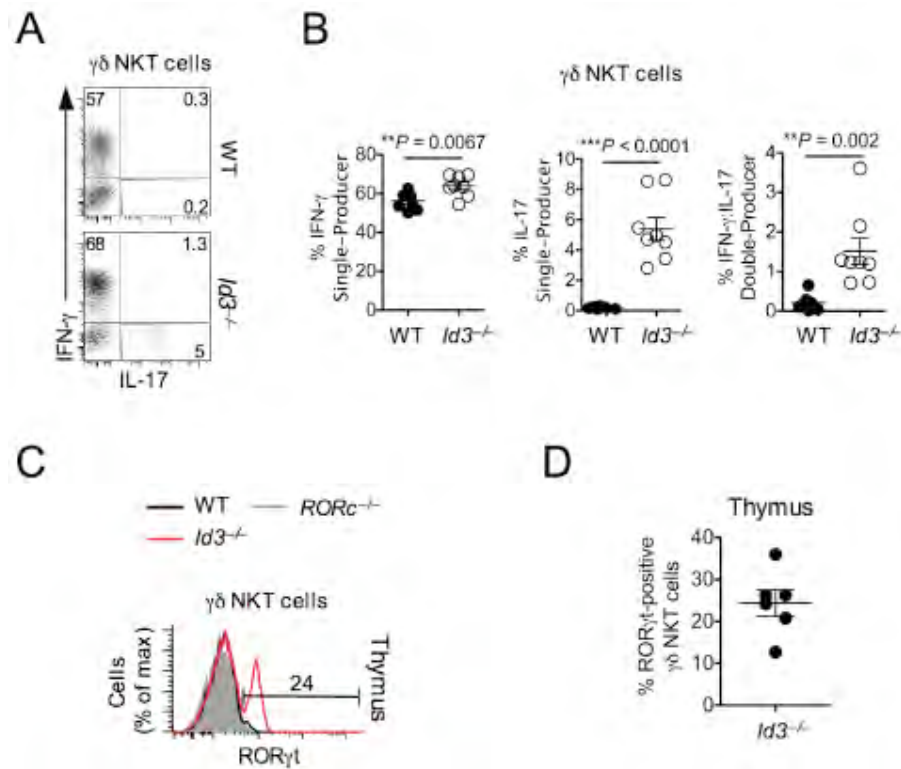 A
γδ NKT cells
57
0.3
0.2
WT
68
1.3
5
Id3–/–
IFN-γ
IL-17
B
γδ NKT cells
**P = 0.0067
% IFN-γ
Single–Producer
80
60
40
20
0
WT Id3–/–
***P < 0.0001
% IL-17
Single–Producer
10
8
6
4
2
0
WT Id3–/–
**P = 0.002
% IFN-γ:IL-17
Double-Producer
4
3
2
1
0
WT Id3–/–
C
WT RORc–/–
Id3–/–
γδ NKT cells
Cells
(% of max)
24
Thymus
RORγt
D
Thymus
% RORγt-positive
γδ NKT cells
40
30
20
10
0
Id3–/–